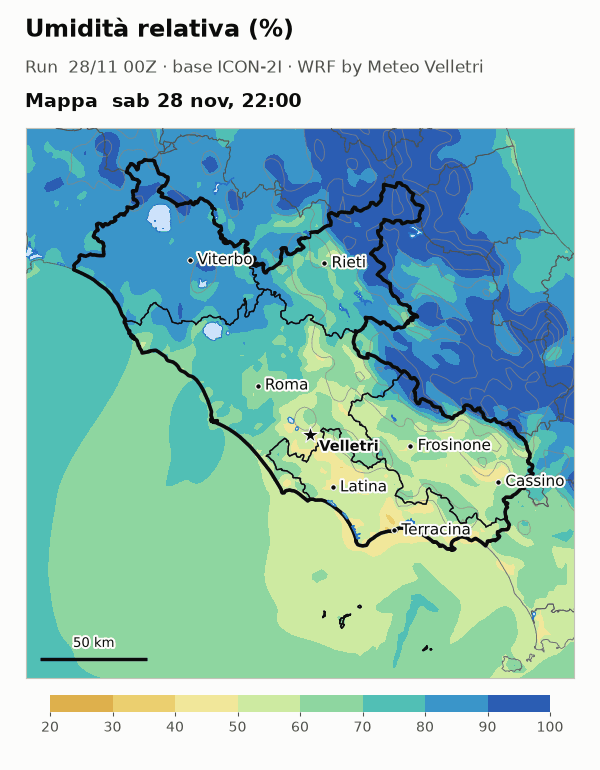 Umidità relativa (%)
Run  28/11 00Z · base ICON-2I · WRF by Meteo Velletri
Mappa  sab 28 nov, 22:00
Viterbo
Rieti
Roma
Velletri
Frosinone
Latina
Cassino
Terracina
50 km
20 30 40 50 60 70 80 90 100